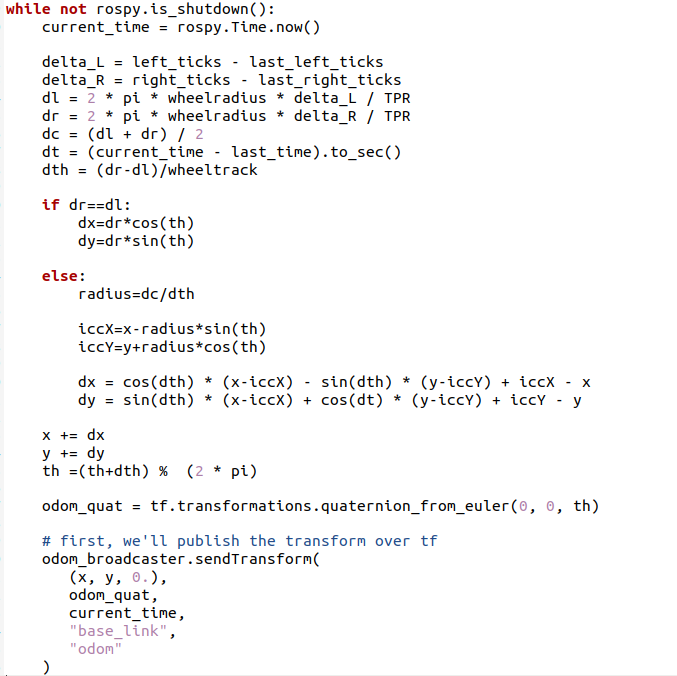 while not rospy.is_shutdown():
    current_time = rospy.Time.now()

    delta_L = left_ticks - last_left_ticks
    delta_R = right_ticks - last_right_ticks
    dl = 2 * pi * wheelradius * delta_L / TPR
    dr = 2 * pi * wheelradius * delta_R / TPR
    dc = (dl + dr) / 2
    dt = (current_time - last_time).to_sec()
    dth = (dr-dl)/wheeltrack

    if dr==dl:
        dx=dr*cos(th)
        dy=dr*sin(th)

    else:
        radius=dc/dth

        iccX=x-radius*sin(th)
        iccY=y+radius*cos(th)

        dx = cos(dth) * (x-iccX) - sin(dth) * (y-iccY) + iccX - x
        dy = sin(dth) * (x-iccX) + cos(dt) * (y-iccY) + iccY - y

    x += dx
    y += dy
    th =(th+dth) %  (2 * pi)

    odom_quat = tf.transformations.quaternion_from_euler(0, 0, th)

    # first, we'll publish the transform over tf
    odom_broadcaster.sendTransform(
       (x, y, 0.),
       odom_quat,
       current_time,
       "base_link",
       "odom"
    )